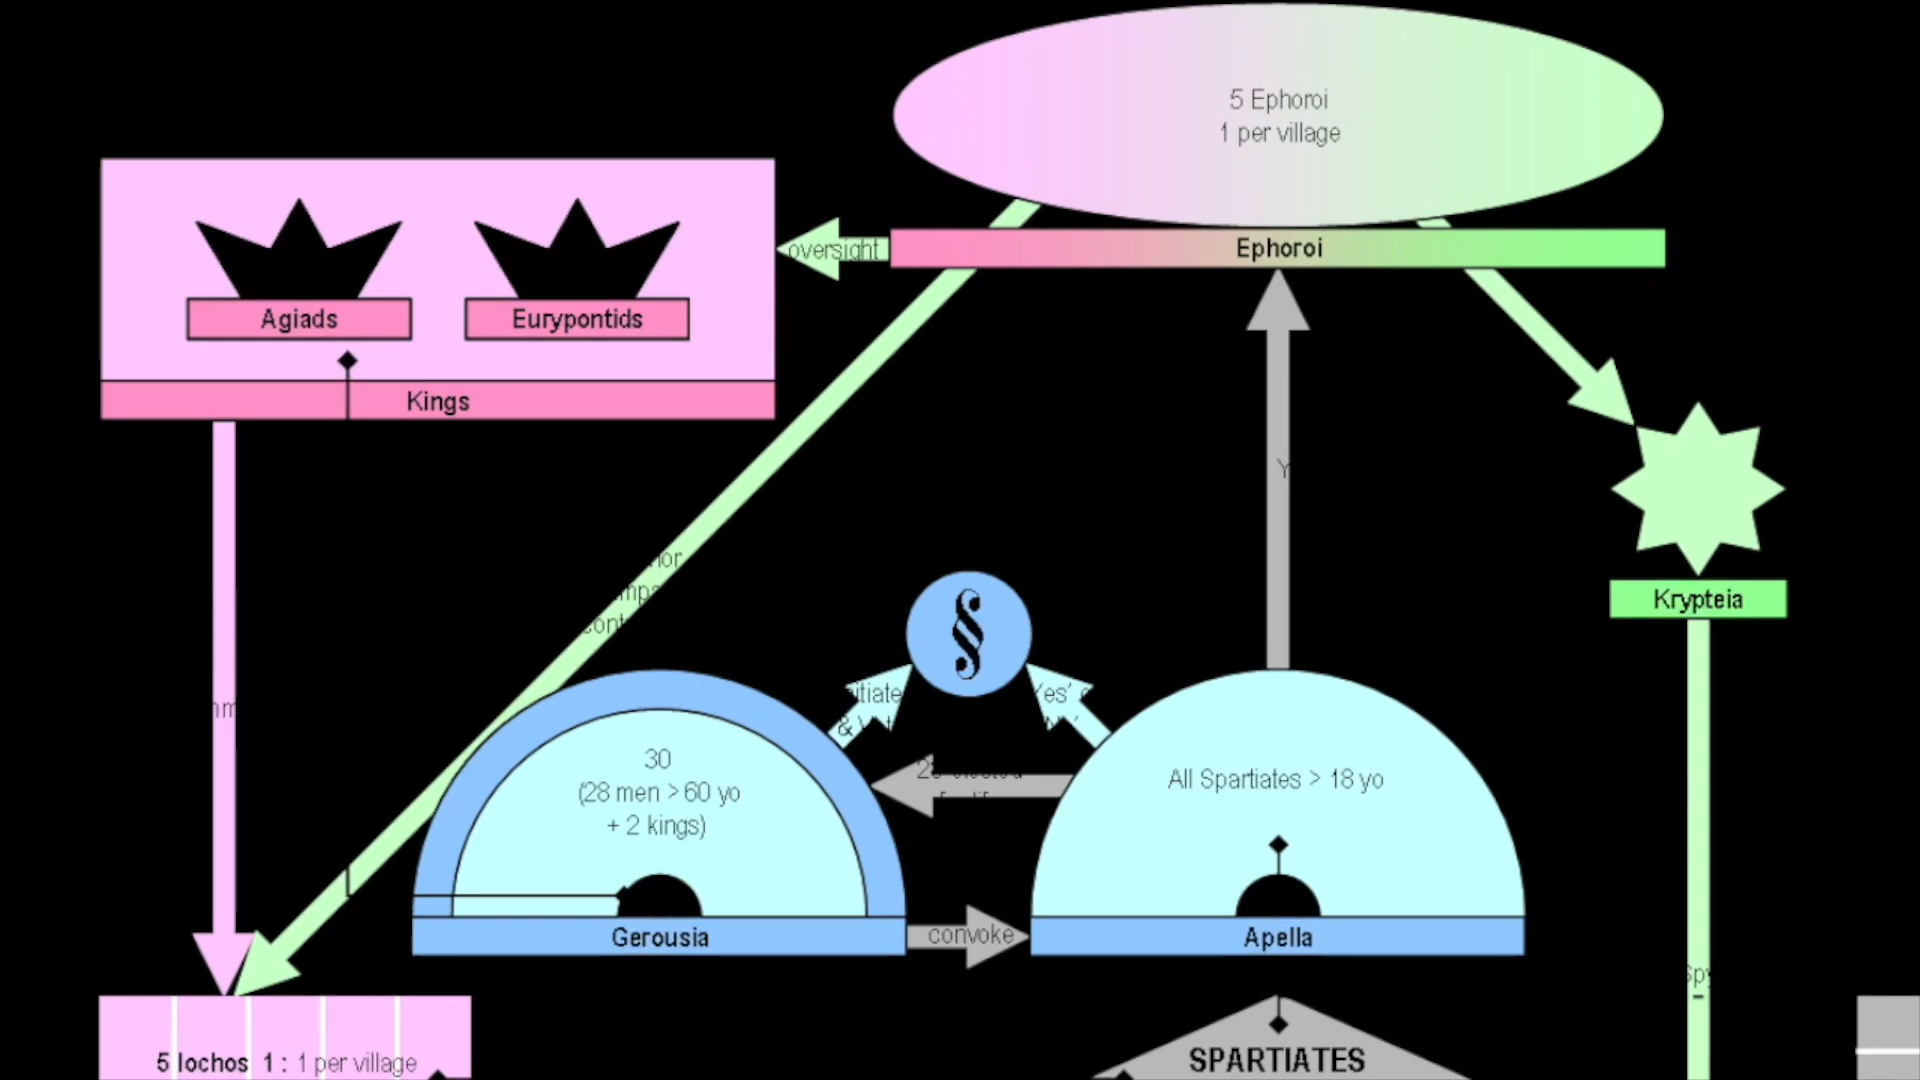 5 Ephoroi
1 per village
Ephoroi
oversight
Agiads
Eurypontids
Kings
Krypteia
§
30
(28 men > 60 yo
+ 2 kings)
Gerousia
convoke
All Spartiates > 18 yo
Apella
5 lochos 1 : 1 per village
SPARTIATES